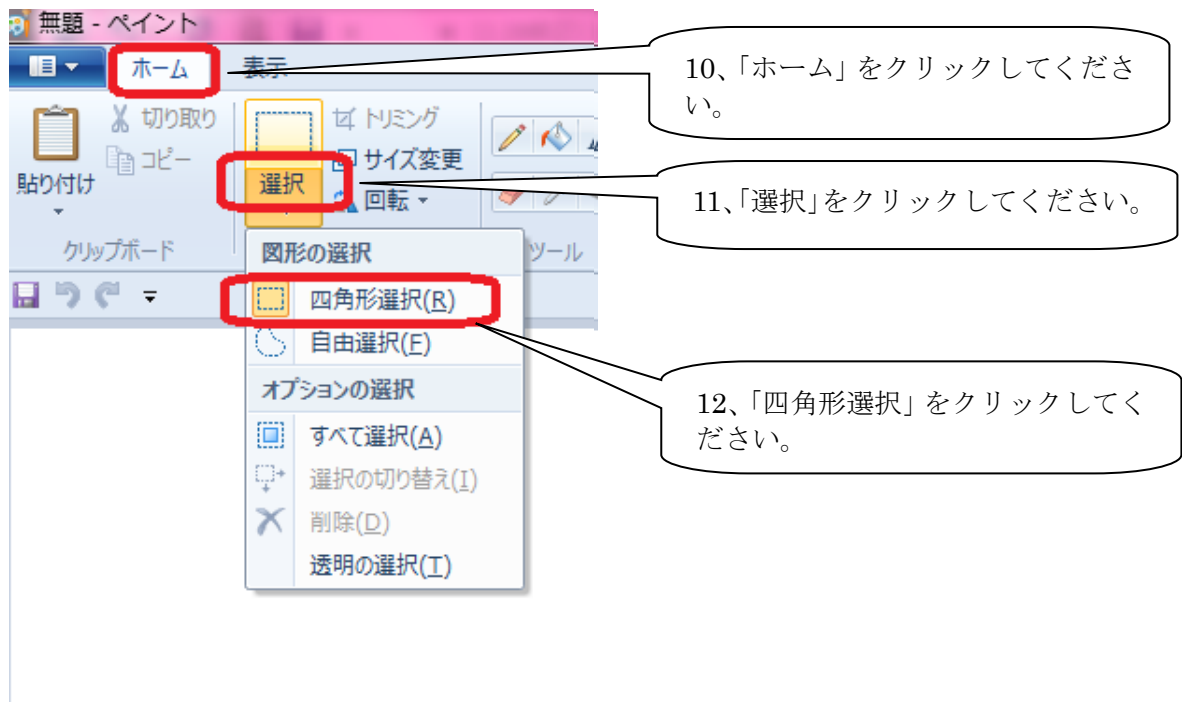 無題 - ペイント
ホーム 表示
10、「ホーム」をクリックしてくださ
い。
切り取り
トリミング
コピー
サイズ変更
貼り付け
選択
回転
11、「選択」をクリックしてください。
クリップボード
ツール
図形の選択
四角形選択(R)
自由選択(F)
12、「四角形選択」をクリックしてく
ださい。
オプションの選択
すべて選択(A)
選択の切り替え(I)
削除(D)
透明の選択(T)